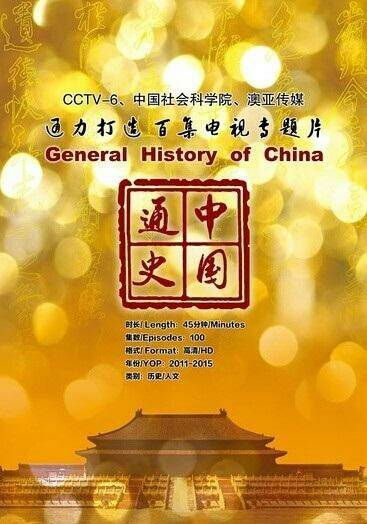 CCTV-6、中国社会科学院、澳亚传媒
通力打造百集电视专题片
General History of China
中国
通史
时长/Length: 45分钟/Minutes
集数/Episodes: 100
格式/Format: 高清/HD
年份/YOP: 2011-2015
类别: 历史/人文